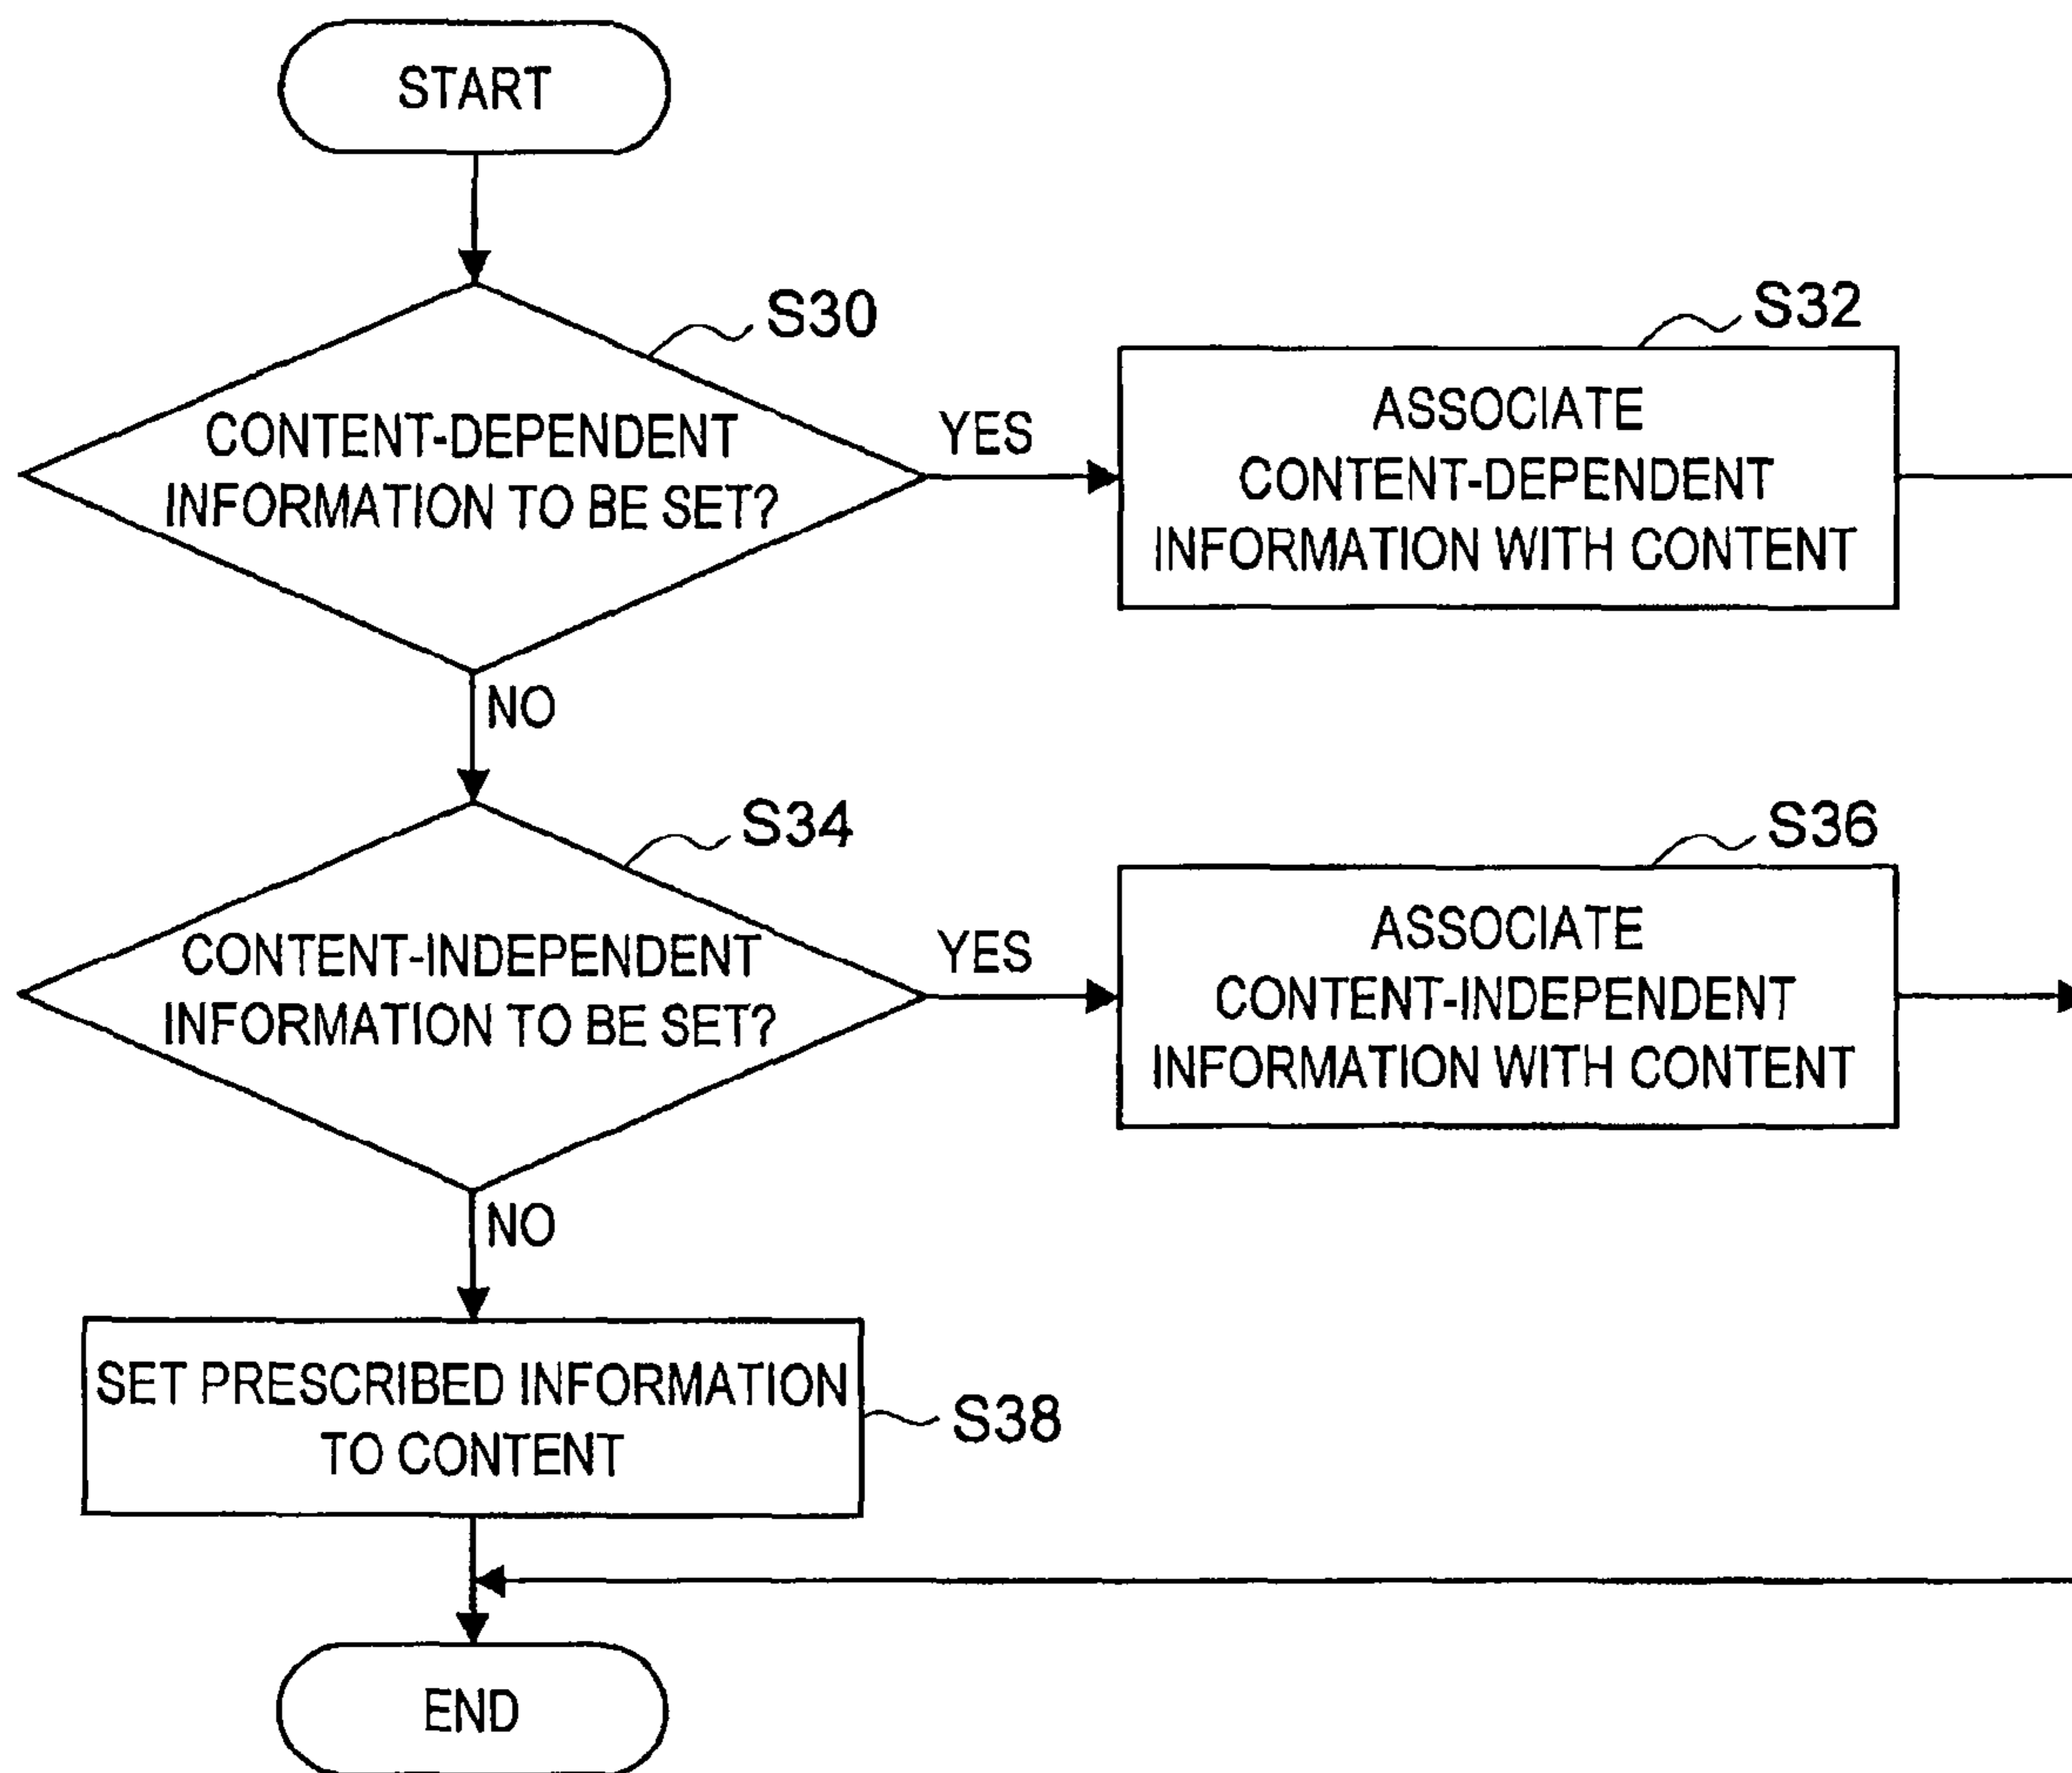 START
S30
CONTENT-DEPENDENT
INFORMATION TO BE SET?
YES
S32
ASSOCIATE
CONTENT-DEPENDENT
INFORMATION WITH CONTENT
NO
S34
CONTENT-INDEPENDENT
INFORMATION TO BE SET?
YES
S36
ASSOCIATE
CONTENT-INDEPENDENT
INFORMATION WITH CONTENT
NO
SET PRESCRIBED INFORMATION
TO CONTENT
S38
END